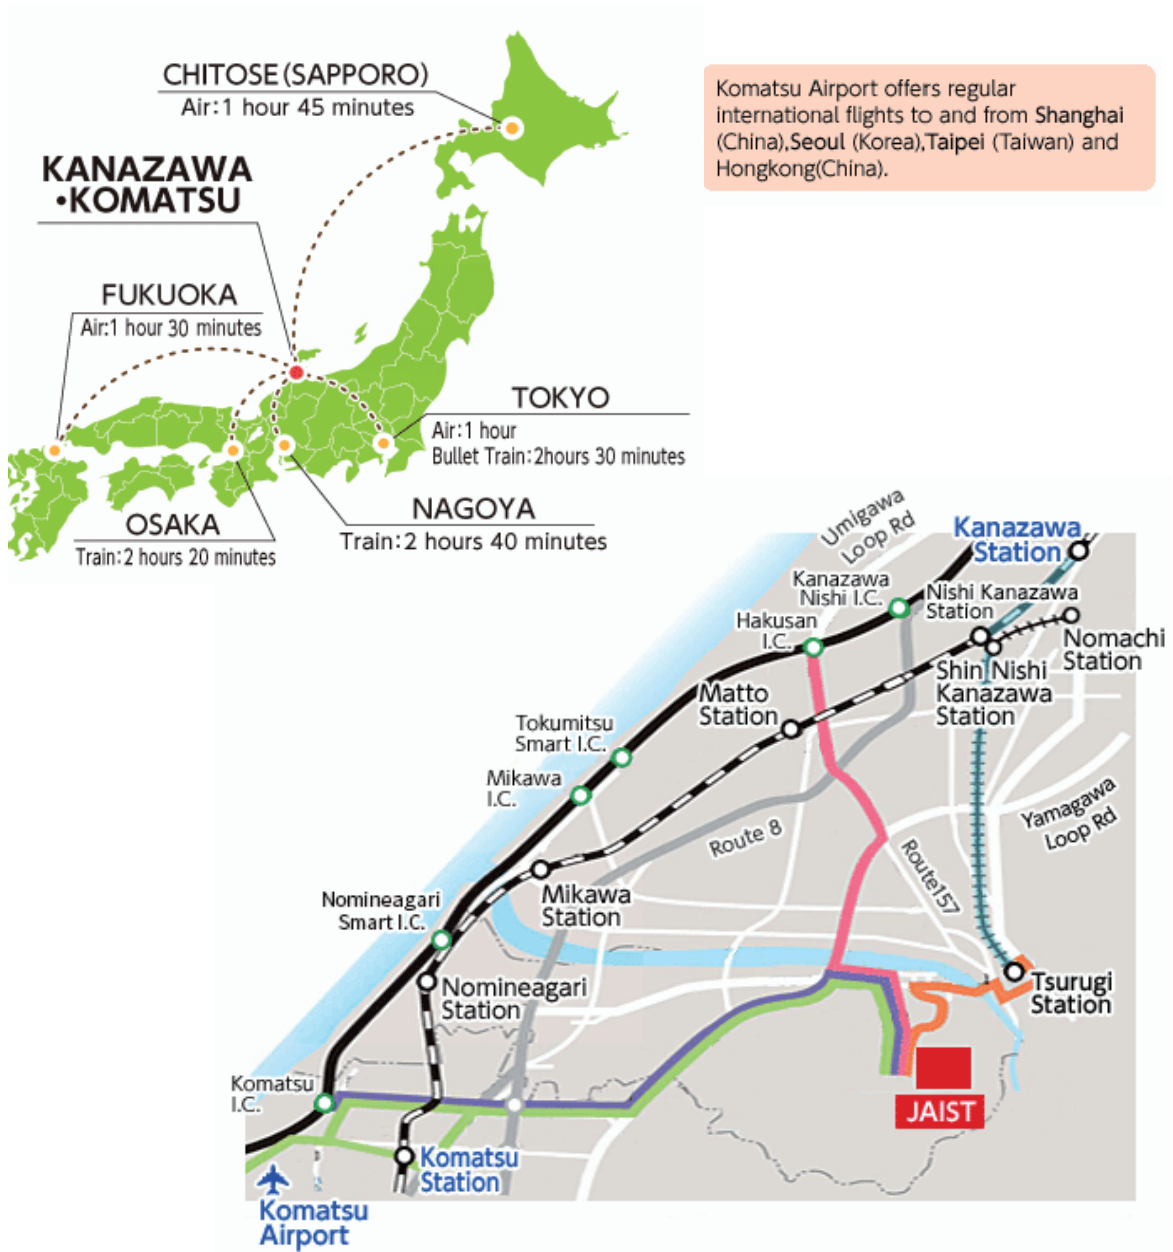 CHITOSE(SAPPORO)
Air:1 hour 45 minutes
KANAZAWA
・KOMATSU
FUKUOKA
Air:1 hour 30 minutes
TOKYO
Air:1 hour
Bullet Train:2hours 30 minutes
NAGOYA
Train:2 hours 40 minutes
OSAKA
Train:2 hours 20 minutes
Komatsu Airport offers regular
international flights to and from Shanghai
(China),Seoul (Korea),Taipei (Taiwan) and
Hongkong(China).
Umigawa
Loop Rd
Kanazawa
Station
Kanazawa
Nishi I.C.
Nishi Kanazawa
Station
Hakusan
I.C.
Nomachi
Station
Shin Nishi
Kanazawa
Station
Matto
Station
Tokumitsu
Smart I.C.
Mikawa
I.C.
Yamagawa
Loop Rd
Route 8
Route157
Mikawa
Station
Nomineagari
Smart I.C.
Nomineagari
Station
Tsurugi
Station
Komatsu
I.C.
JAIST
Komatsu
Station
Komatsu
Airport